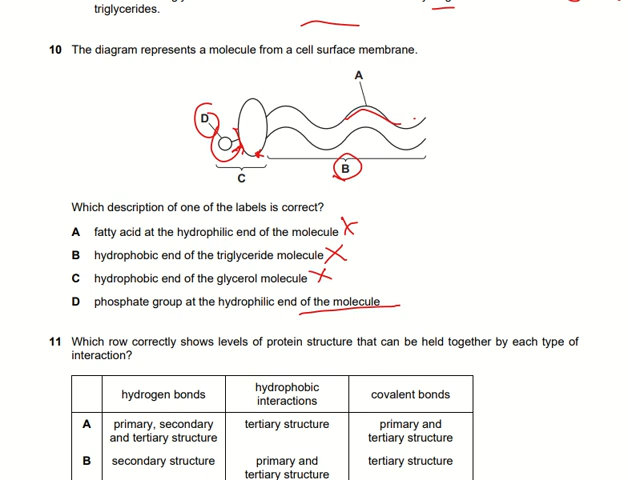 triglycerides.
10 The diagram represents a molecule from a cell surface membrane.
A
D
B
C
Which description of one of the labels is correct?
A fatty acid at the hydrophilic end of the molecule
B hydrophobic end of the triglyceride molecule
C hydrophobic end of the glycerol molecule
D phosphate group at the hydrophilic end of the molecule
11 Which row correctly shows levels of protein structure that can be held together by each type of
interaction?
hydrogen bonds
hydrophobic
interactions
covalent bonds
A
primary, secondary
and tertiary structure
tertiary structure
primary and
tertiary structure
B
secondary structure
primary and
tertiary structure
tertiary structure